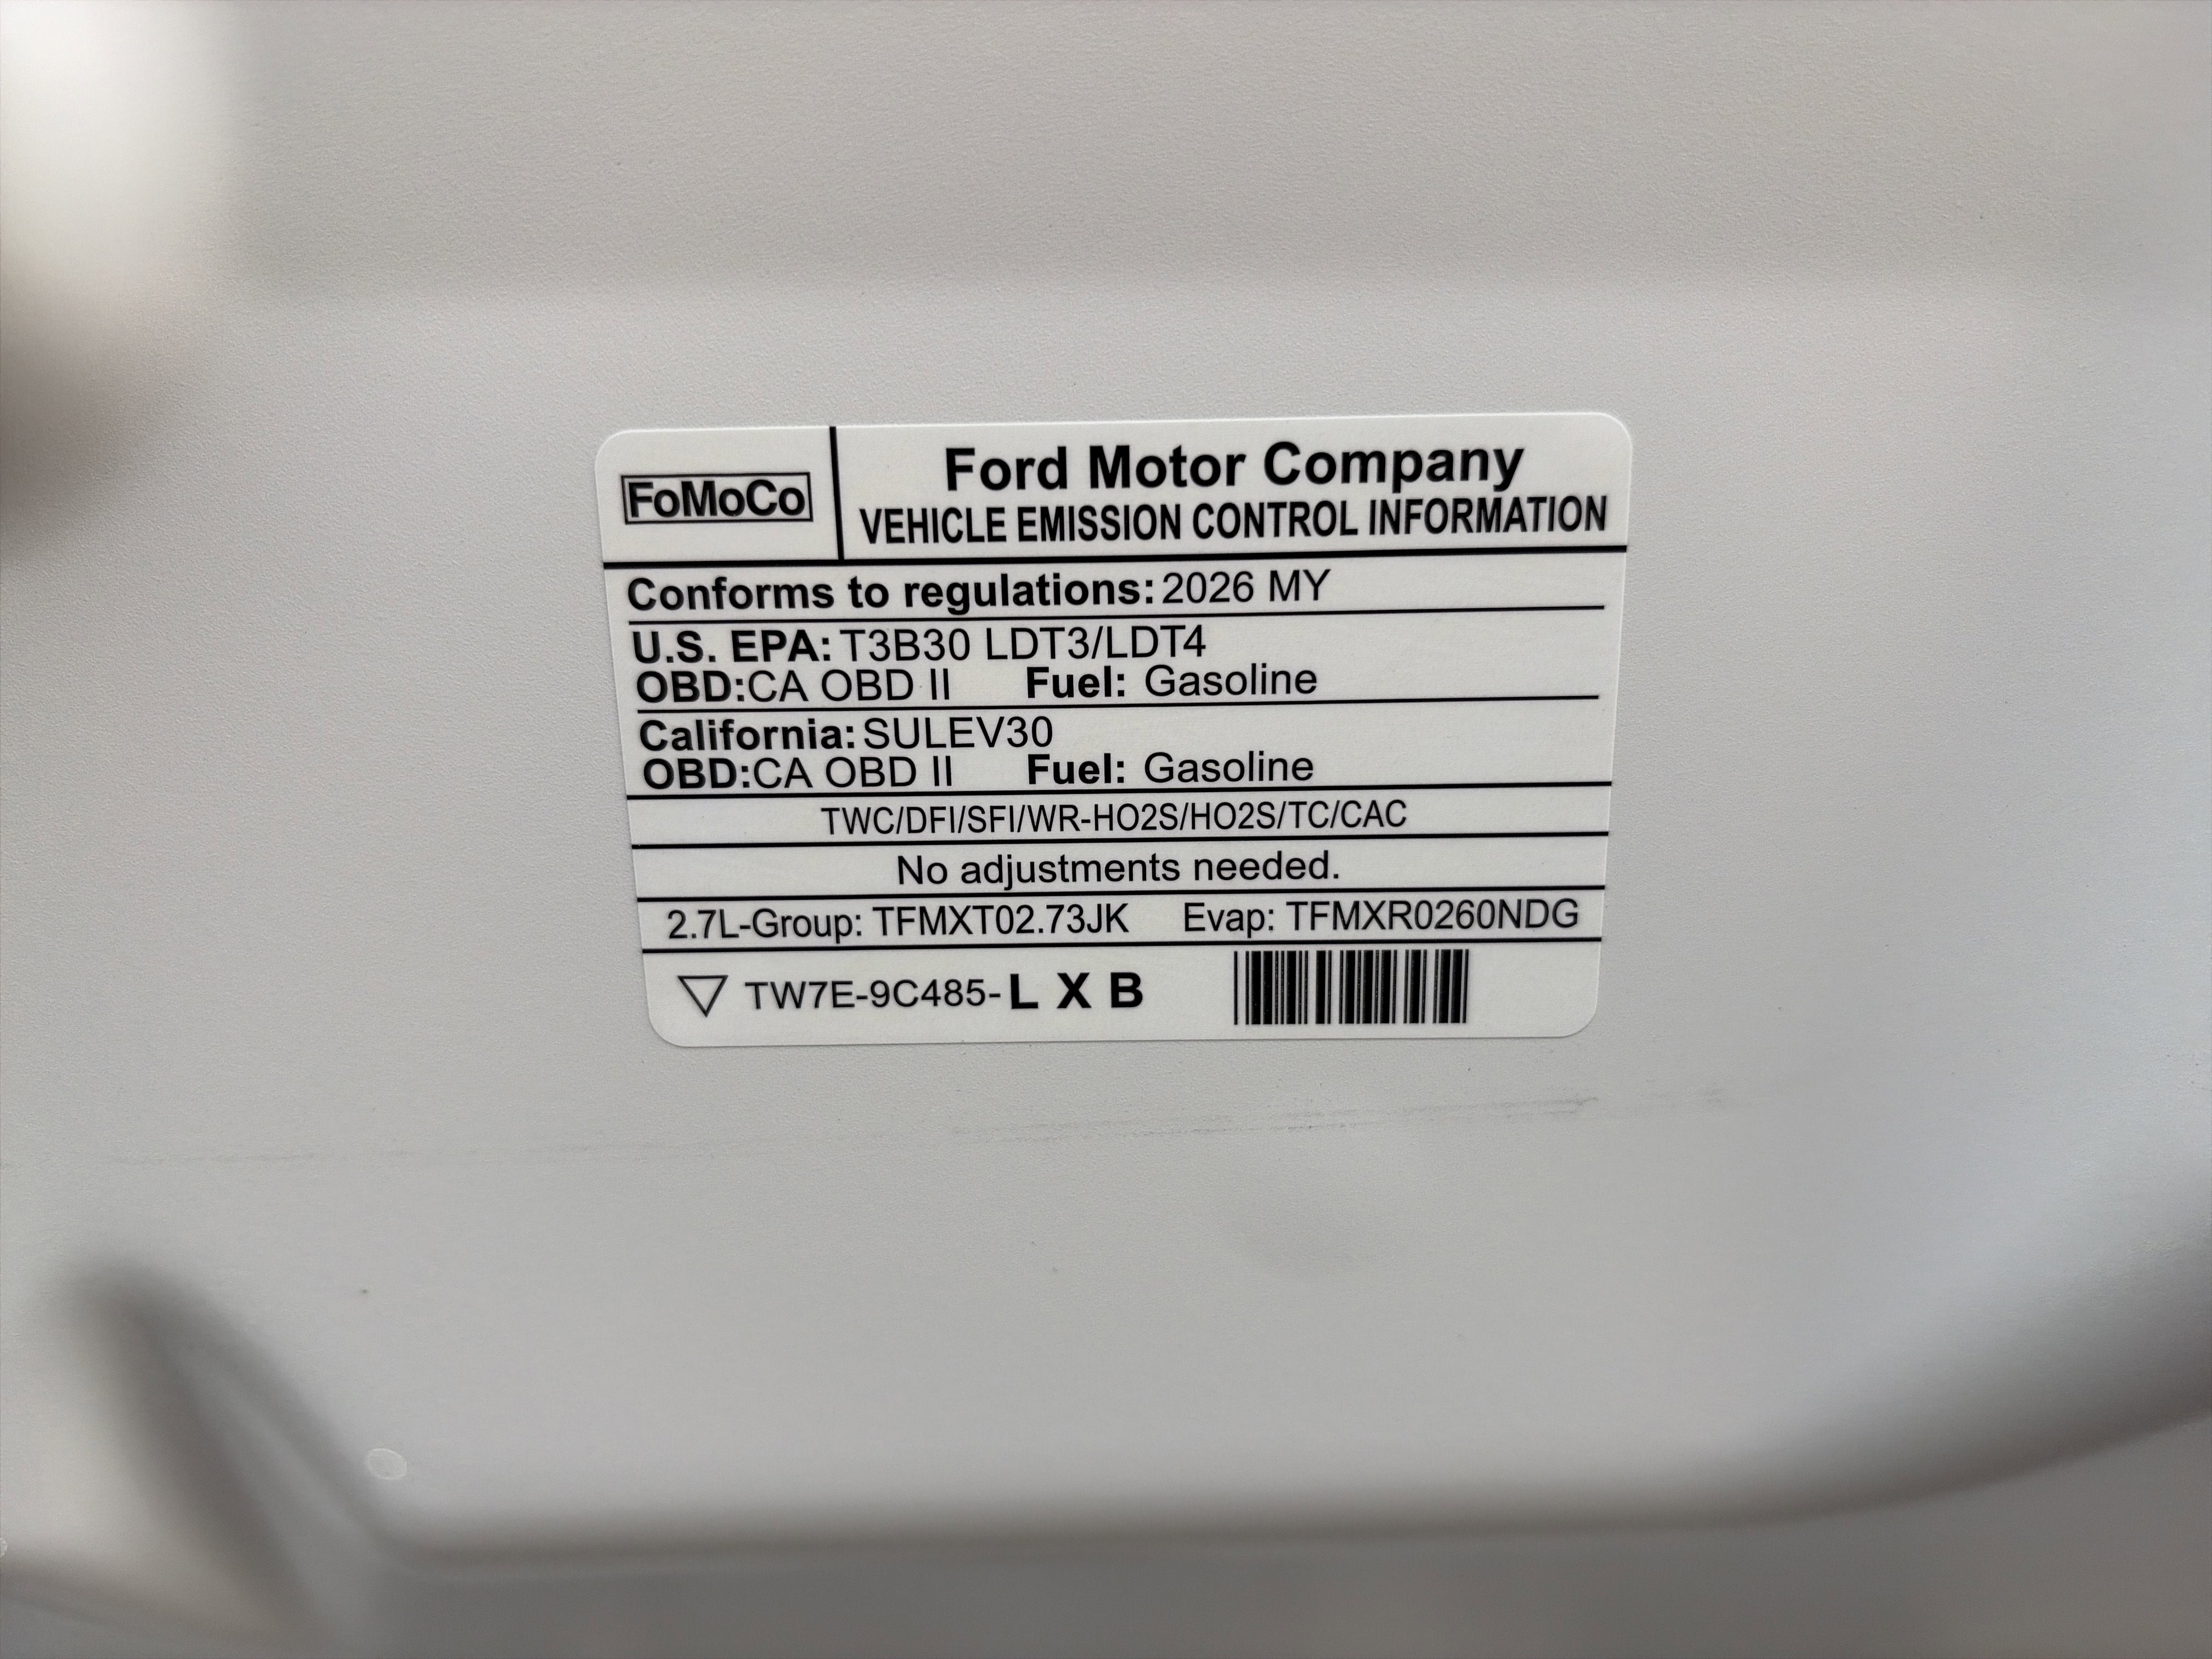 FoMoCo
Ford Motor Company
VEHICLE EMISSION CONTROL INFORMATION
Conforms to regulations: 2026 MY
U.S. EPA: T3B30 LDT3/LDT4
OBD:CA OBD II Fuel: Gasoline
California: SULEV30
OBD:CA OBD II Fuel: Gasoline
TWC/DFI/SFI/WR-HO2S/HO2S/TC/CAC
No adjustments needed.
2.7L-Group: TFMXT02.73JK Evap: TFMXR0260NDG
TW7E-9C485-L X B